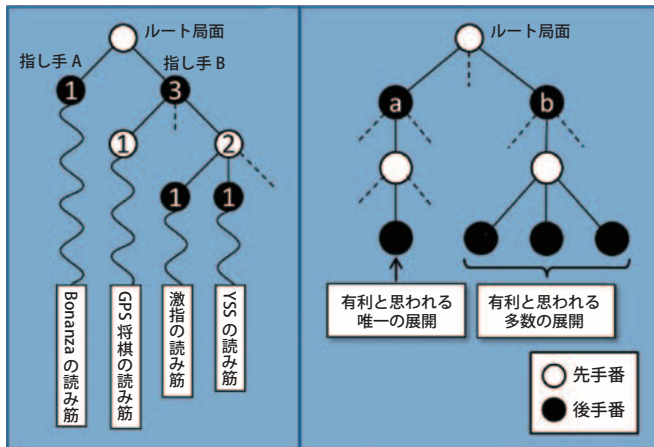 ルート局面
指し手 A
指し手 B
1
3
1
2
1
1
Bonanza の読み筋
GPS 将棋の読み筋
激指の読み筋
YSS の読み筋
ルート局面
a
b
有利と思われる
唯一の展開
有利と思われる
多数の展開
先手番
後手番